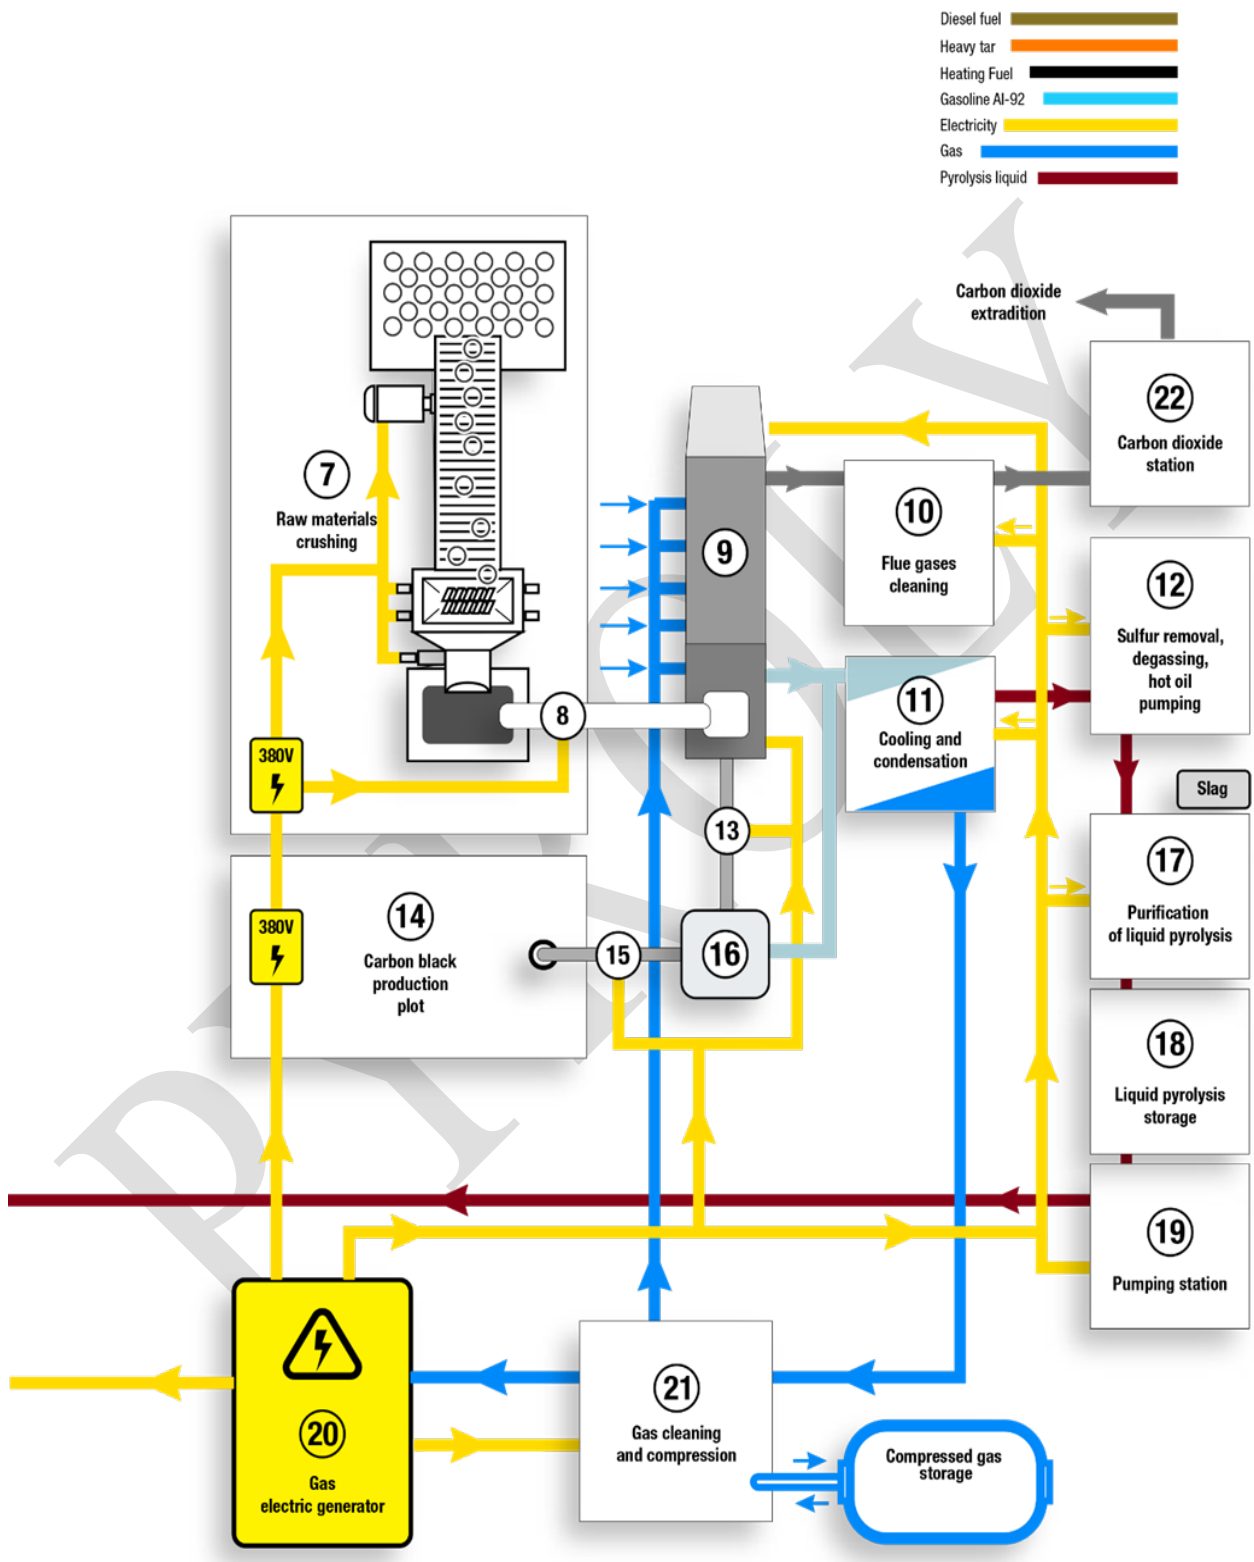 Diesel fuel
Heavy tar
Heating Fuel
Gasoline AI-92
Electricity
Gas
Pyrolysis liquid
Carbon dioxide
extradition
22
Carbon dioxide
station
7
Raw materials
crushing
9
10
Flue gases
cleaning
12
Sulfur removal,
degassing,
hot oil
pumping
8
11
Cooling and
condensation
380V
Slag
13
17
Purification
of liquid pyrolysis
14
Carbon black
production
plot
380V
15
16
18
Liquid pyrolysis
storage
19
Pumping station
20
Gas
electric generator
21
Gas cleaning
and compression
Compressed gas
storage